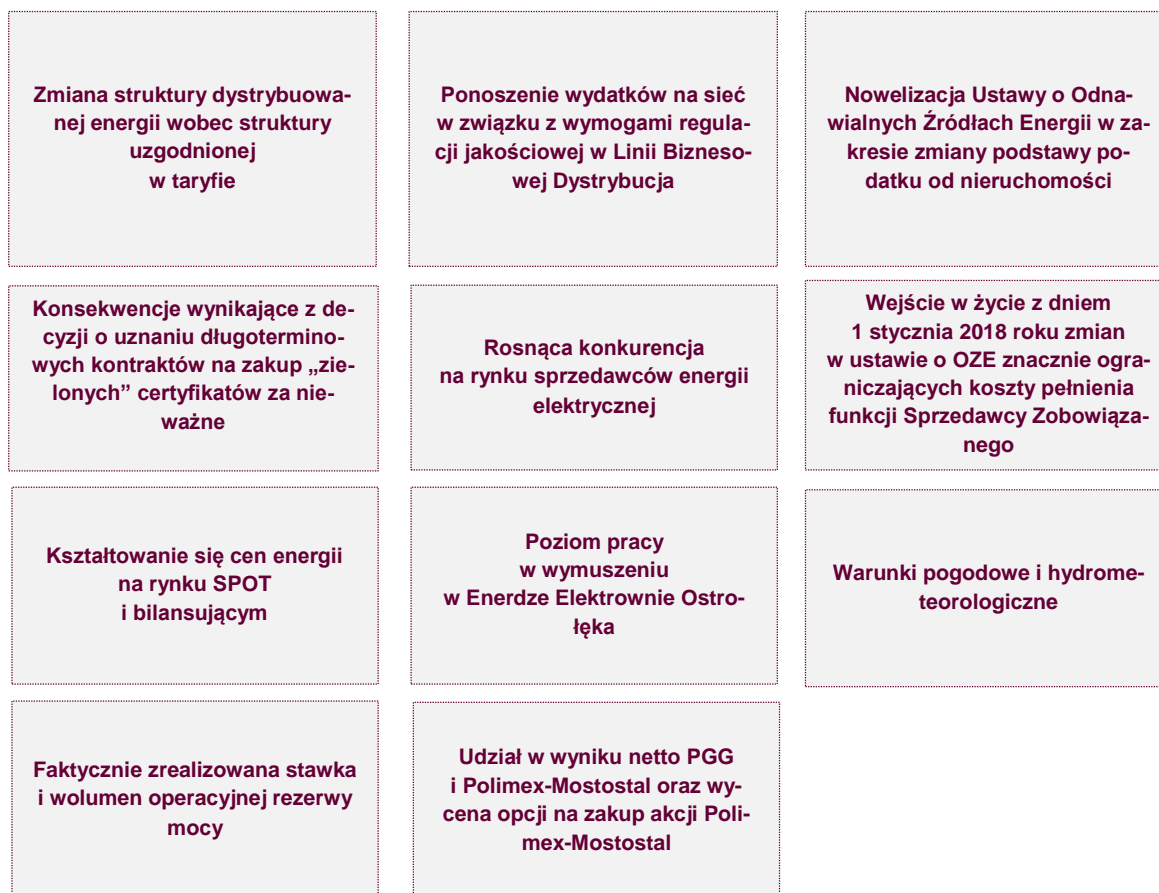 Zmiana struktury dystrybuowa-
nej energii wobec struktury
uzgodnionej
w taryfie
Ponoszenie wydatków na sieć
w związku z wymogami regula-
cji jakościowej w Linii Bizneso-
wej Dystrybucja
Nowelizacja Ustawy o Odna-
wialnych Źródłach Energii w za-
kresie zmiany podstawy po-
datku od nieruchomości
Konsekwencje wynikające z de-
cyzji o uznaniu długotermino-
wych kontraktów na zakup „zie-
lonych” certyfikatów za nie-
ważne
Rosnąca konkurencja
na rynku sprzedawców energii
elektrycznej
Wejście w życie z dniem
1 stycznia 2018 roku zmian
w ustawie o OZE znacznie ogra-
niczających koszty pełnienia
funkcji Sprzedawcy Zobowiąza-
nego
Kształtowanie się cen energii
na rynku SPOT
i bilansującym
Poziom pracy
w wymuszeniu
w Enerdze Elektrownie Ostro-
łęka
Warunki pogodowe i hydrome-
teorologiczne
Faktycznie zrealizowana stawka
i wolumen operacyjnej rezerwy
mocy
Udział w wyniku netto PGG
i Polimex-Mostostal oraz wy-
cena opcji na zakup akcji Poli-
mex-Mostostal